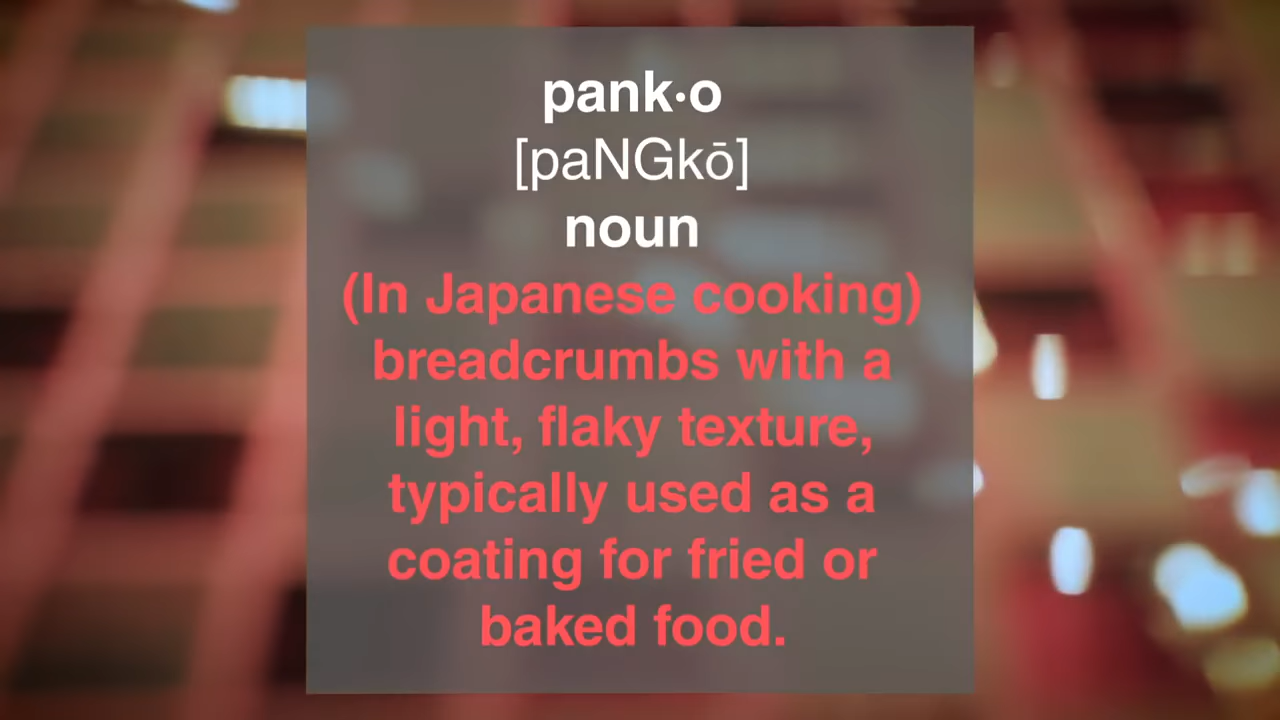 pank·o
[paNGkō]
noun
(In Japanese cooking)
breadcrumbs with a
light, flaky texture,
typically used as a
coating for fried or
baked food.